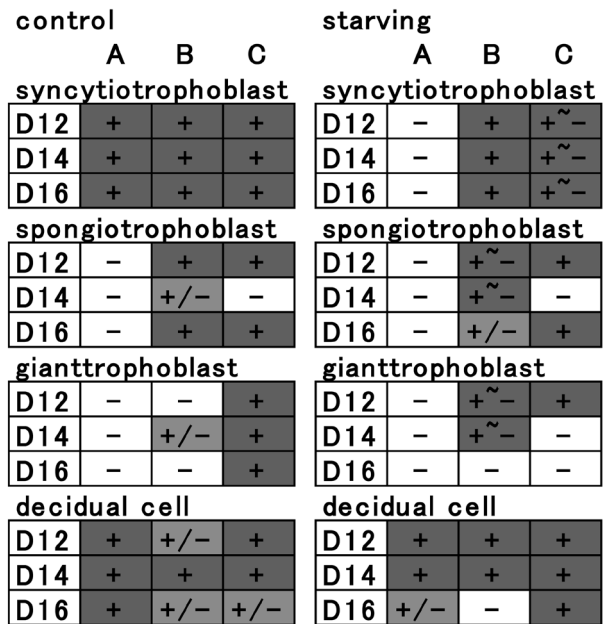 control starving
A B C A B C
syncytiotrophoblast syncytiotrophoblast
D12 + + + D12 − + +~−
D14 + + + D14 − + +~−
D16 + + + D16 − + +~−
spongiotrophoblast spongiotrophoblast
D12 − + + D12 − +~− +
D14 − +/− − D14 − +~− −
D16 − + + D16 − +/− +
gianttrophoblast gianttrophoblast
D12 − − + D12 − +~− +
D14 − +/− + D14 − +~− −
D16 − − + D16 − − −
decidual cell decidual cell
D12 + +/− + D12 + + +
D14 + + + D14 + + +
D16 + +/− +/− D16 +/− − +